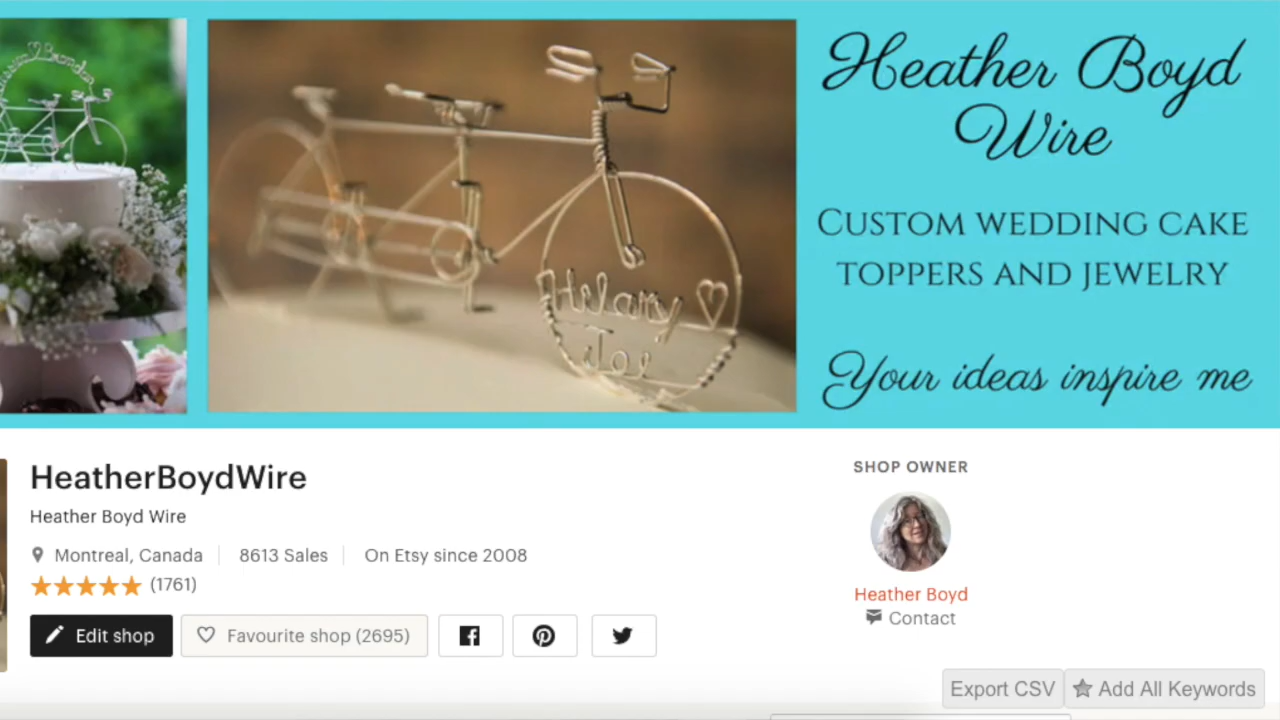 Heather Boyd
Wire
CUSTOM WEDDING CAKE
TOPPERS AND JEWELRY
Your ideas inspire me
Hilary
Joe
HeatherBoydWire
Heather Boyd Wire
Montreal, Canada
8613 Sales
On Etsy since 2008
(1761)
Edit shop
Favourite shop (2695)
SHOP OWNER
Heather Boyd
Contact
Export CSV
Add All Keywords